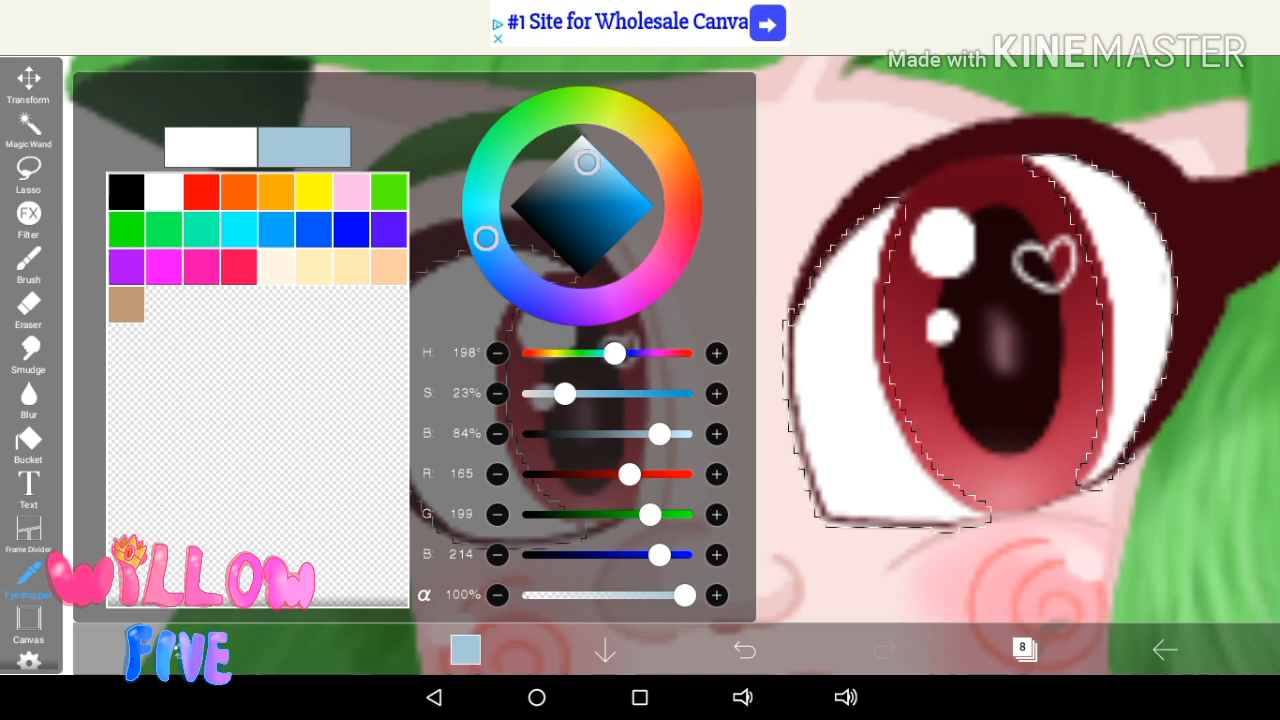 #1 Site for Wholesale Canva
Made with KINEMASTER
Transform
Magic Wand
Lasso
FX
Filter
Brush
Eraser
Smudge
Blur
Bucket
T
Text
Frame Divider
Eyedropper
Canvas
H: 198°
S: 23%
B: 84%
R: 165
G: 199
B: 214
α 100%
WILLOW
FIVE
8